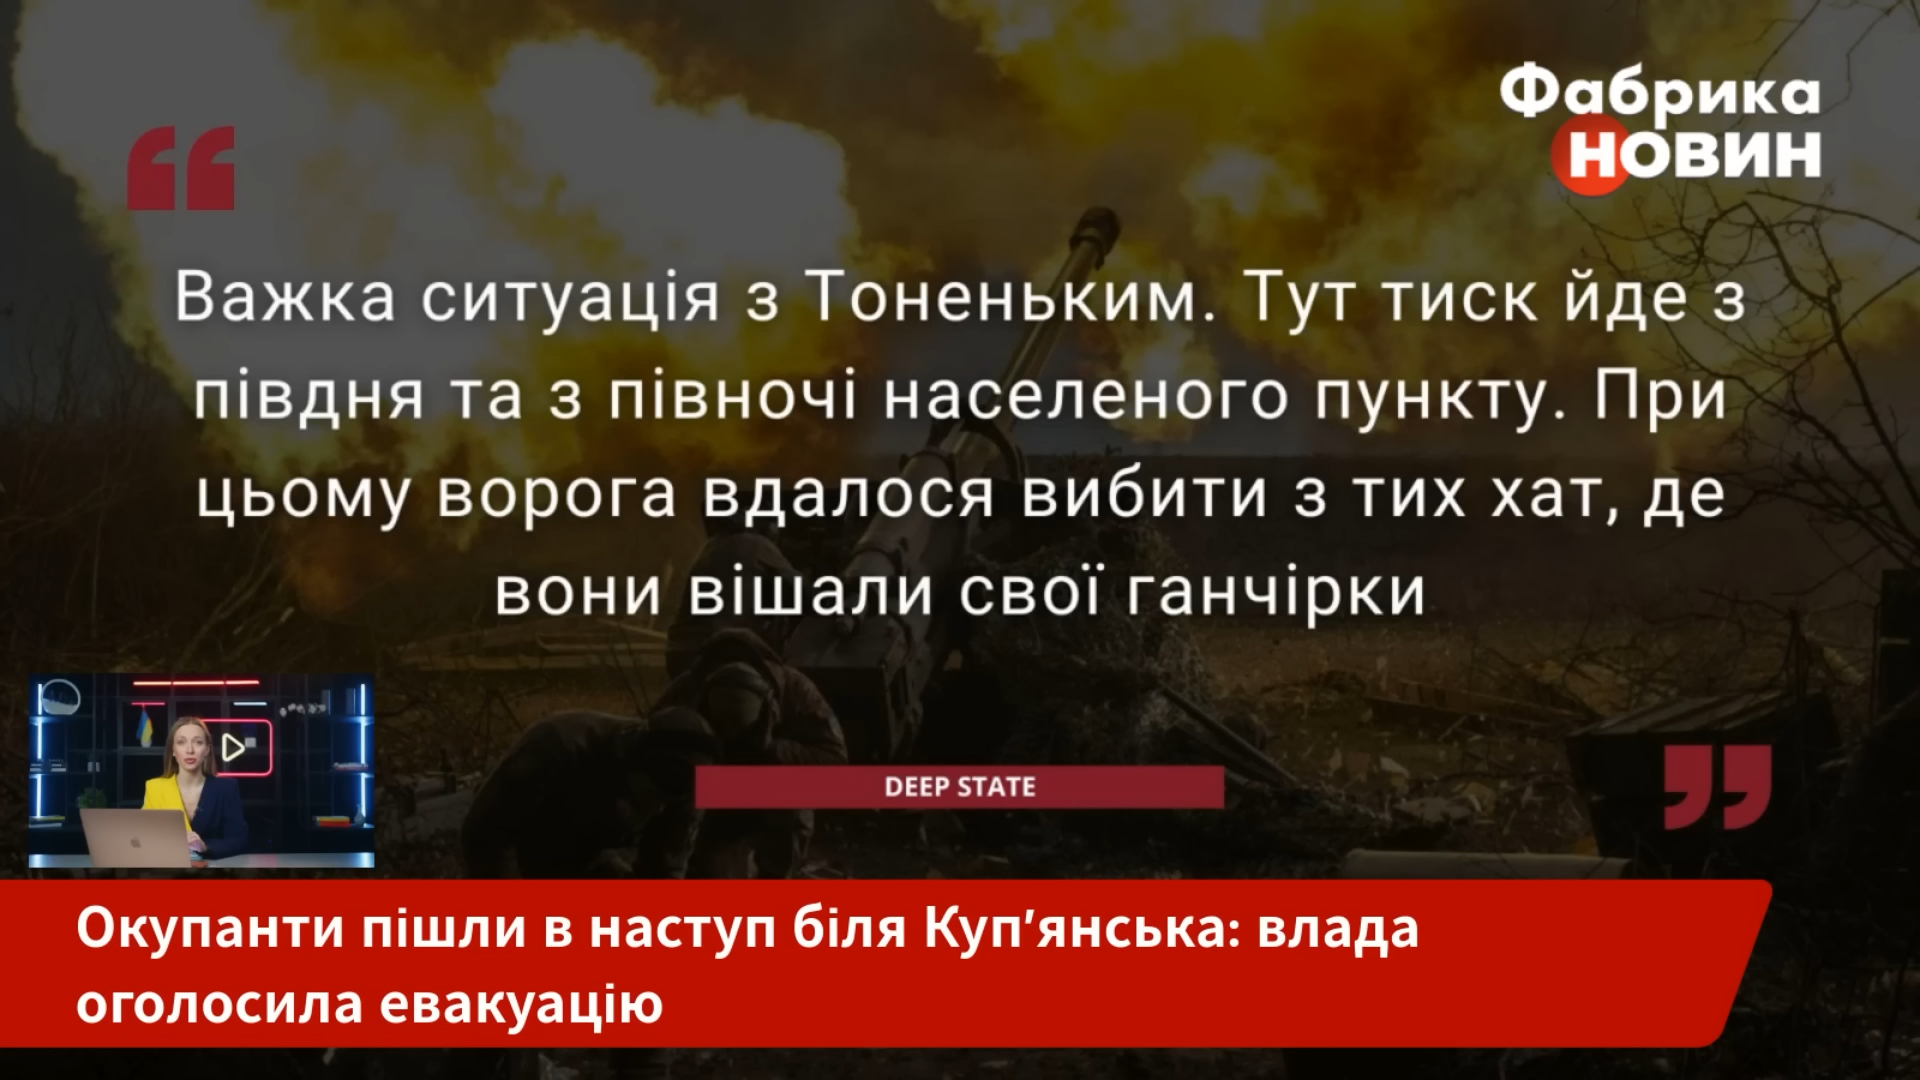 Фабрика
новин
Важка ситуація з Тоненьким. Тут тиск йде з
півдня та з півночі населеного пункту. При
цьому ворога вдалося вибити з тих хат, де
вони вішали свої ганчірки
DEEP STATE
Окупанти пішли в наступ біля Куп'янська: влада
оголосила евакуацію